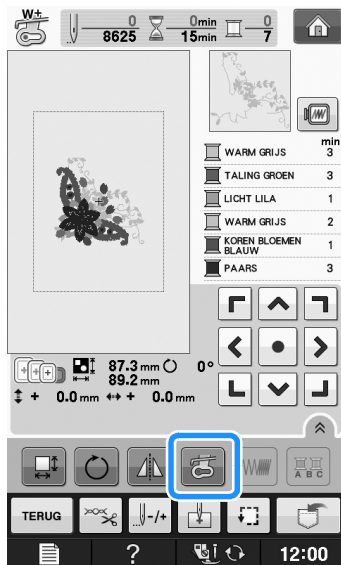 W+
0
8625
0min
15min
0
7
min
WARM GRIJS 3
TALING GROEN 3
LICHT LILA 1
WARM GRIJS 2
KOREN BLOEMEN
BLAUW 1
PAARS 3
87.3 mm 0°
89.2 mm
+ 0.0 mm + 0.0 mm
A B C
TERUG -/+
? 12:00